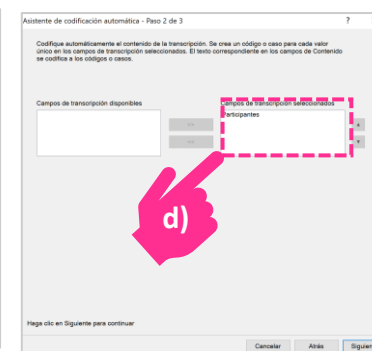 Asistente de codificación automática - Paso 2 de 3 ? X
Codifique automáticamente el contenido de la transcripción. Se crea un código o caso para cada valor
único en los campos de transcripción seleccionados. El texto correspondiente en los campos de Contenido
se codifica a los códigos o casos.
Campos de transcripción disponibles Campos de transcripción seleccionados
Participantes
>>
<<
d)
Haga clic en Siguiente para continuar
Cancelar Atrás Siguien